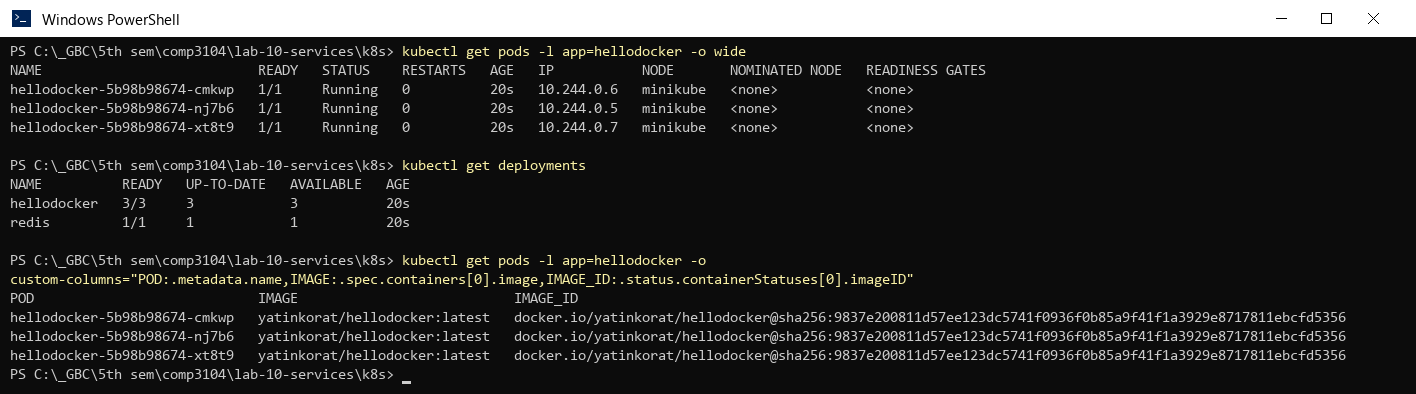 Windows PowerShell
PS C:\_GBC\5th sem\comp3104\lab-10-services\k8s> kubectl get pods -l app=hellodocker -o wide
NAME                           READY   STATUS    RESTARTS   AGE   IP            NODE       NOMINATED NODE   READINESS GATES
hellodocker-5b98b98674-cmkwp   1/1     Running   0          20s   10.244.0.6   minikube   <none>           <none>
hellodocker-5b98b98674-nj7b6   1/1     Running   0          20s   10.244.0.5   minikube   <none>           <none>
hellodocker-5b98b98674-xt8t9   1/1     Running   0          20s   10.244.0.7   minikube   <none>           <none>
PS C:\_GBC\5th sem\comp3104\lab-10-services\k8s> kubectl get deployments
NAME          READY   UP-TO-DATE   AVAILABLE   AGE
hellodocker   3/3     3            3           20s
redis         1/1     1            1           20s
PS C:\_GBC\5th sem\comp3104\lab-10-services\k8s> kubectl get pods -l app=hellodocker -o
custom-columns="POD:.metadata.name,IMAGE:.spec.containers[0].image,IMAGE_ID:.status.containerStatuses[0].imageID"
POD                            IMAGE                           IMAGE_ID
hellodocker-5b98b98674-cmkwp   yatinkorat/hellodocker:latest   docker.io/yatinkorat/hellodocker@sha256:9837e200811d57ee123dc5741f0936f0b85a9f41f1a3929e8717811ebcfd5356
hellodocker-5b98b98674-nj7b6   yatinkorat/hellodocker:latest   docker.io/yatinkorat/hellodocker@sha256:9837e200811d57ee123dc5741f0936f0b85a9f41f1a3929e8717811ebcfd5356
hellodocker-5b98b98674-xt8t9   yatinkorat/hellodocker:latest   docker.io/yatinkorat/hellodocker@sha256:9837e200811d57ee123dc5741f0936f0b85a9f41f1a3929e8717811ebcfd5356
PS C:\_GBC\5th sem\comp3104\lab-10-services\k8s>